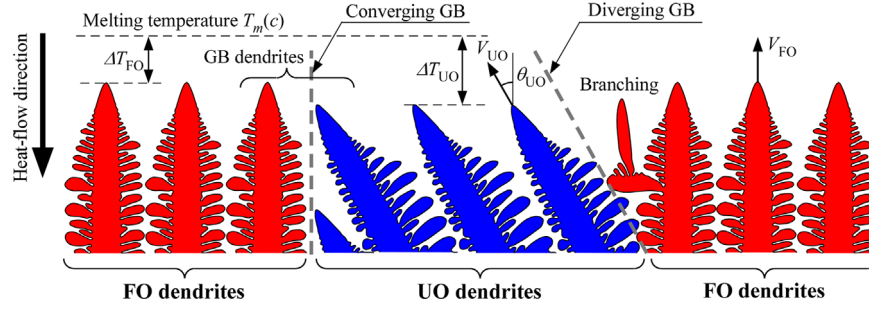 Melting temperature Tₘ(c)
Converging GB
Diverging GB
Heat-flow direction
ΔT_FO
GB dendrites
ΔT_UO
V_UO
θ_UO
Branching
V_FO
FO dendrites
UO dendrites
FO dendrites